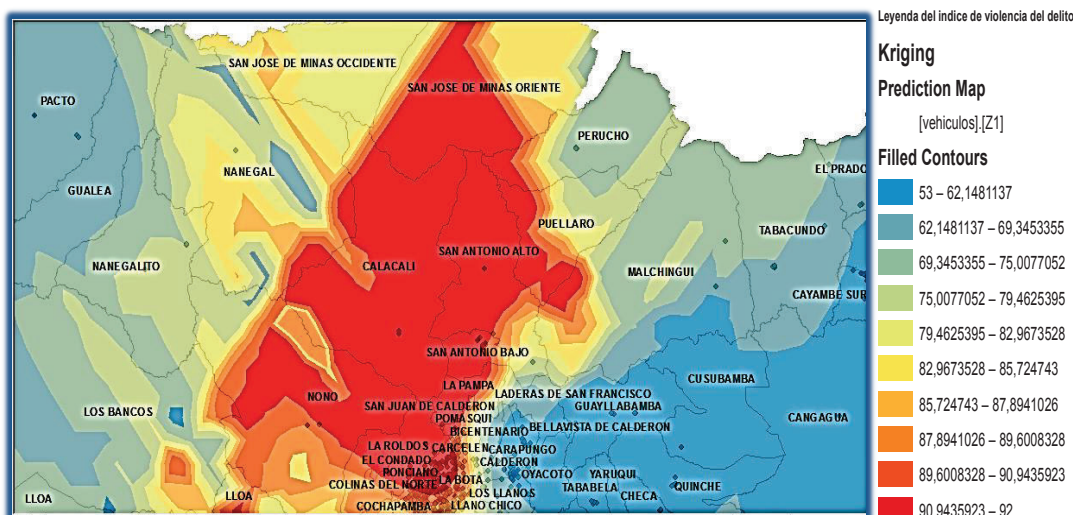 SAN JOSE DE MINAS OCCIDENTE
SAN JOSE DE MINAS ORIENTE
PACTO
PERUCHO
EL PRADO
NANEGAL
GUALEA
PUELLARO
TABACUNDO
SAN ANTONIO ALTO
NANEGALITO
CALACALI
MALCHINGUI
CAYAMBE SUR
SAN ANTONIO BAJO
CUSUBAMBA
LA PAMPA
LADERAS DE SAN FRANCISCO
NONO
SAN JUAN DE CALDERON
GUAYLLABAMBA
LOS BANCOS
POMASQUI
CANGAGUA
BICENTENARIO
BELLAVISTA DE CALDERON
LA ROLDOS
CARCELEN
CARAPUNGO
EL CONDADO
CALDERON
PONCIANO
OYACOTO
YARUQUI
COLINAS DEL NORTE
LA BOTA
TABABELA
QUINCHE
LOS LLANOS
CHECA
LLOA
LLOA
COCHAPAMBA
LLANO CHICO
Leyenda del indice de violencia del delito
Kriging
Prediction Map
[vehiculos].[Z1]
Filled Contours
53 – 62,1481137
62,1481137 – 69,3453355
69,3453355 – 75,0077052
75,0077052 – 79,4625395
79,4625395 – 82,9673528
82,9673528 – 85,724743
85,724743 – 87,8941026
87,8941026 – 89,6008328
89,6008328 – 90,9435923
90,9435923 – 92